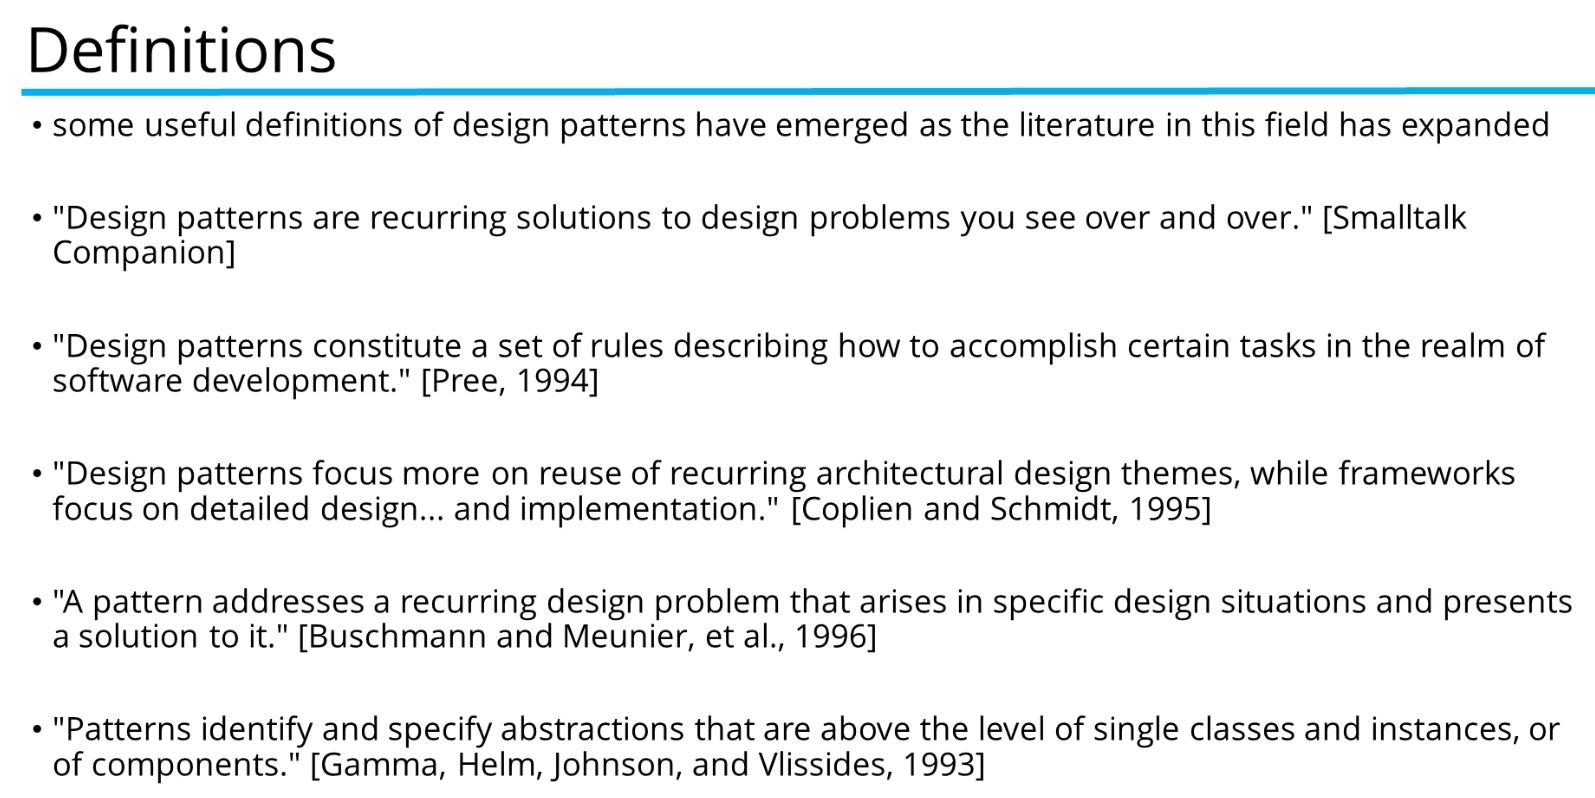 Definitions
• some useful definitions of design patterns have emerged as the literature in this field has expanded
• "Design patterns are recurring solutions to design problems you see over and over." [Smalltalk
Companion]
• "Design patterns constitute a set of rules describing how to accomplish certain tasks in the realm of
software development." [Pree, 1994]
• "Design patterns focus more on reuse of recurring architectural design themes, while frameworks
focus on detailed design... and implementation." [Coplien and Schmidt, 1995]
• "A pattern addresses a recurring design problem that arises in specific design situations and presents
a solution to it." [Buschmann and Meunier, et al., 1996]
• "Patterns identify and specify abstractions that are above the level of single classes and instances, or
of components." [Gamma, Helm, Johnson, and Vlissides, 1993]